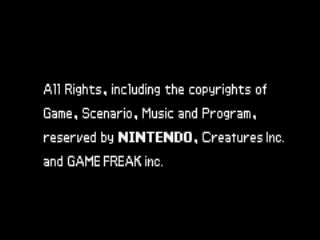 All Rights, including the copyrights of
Game, Scenario, Music and Program,
reserved by NINTENDO, Creatures Inc.
and GAME FREAK inc.